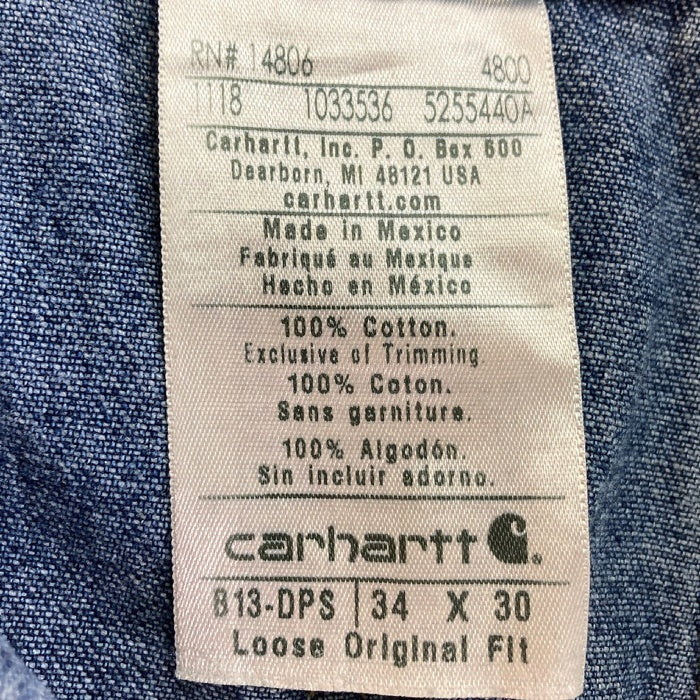 RN# 14806 4800
1118 1033536 5255440A
Carhartt, Inc. P. O. Box 600
Dearborn, MI 48121 USA
carhartt.com
Made in Mexico
Fabriqué au Mexique
Hecho en México
100% Cotton.
Exclusive of Trimming
100% Coton.
Sans garniture.
100% Algodón.
Sin incluir adorno.
carhartt
B13-DPS | 34 X 30
Loose Original Fit